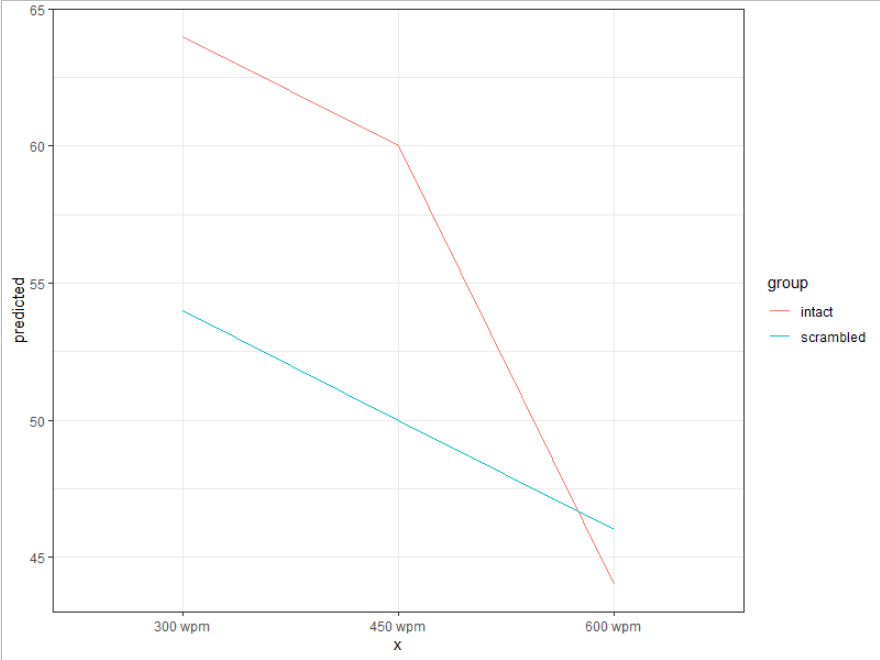 65
60
55
50
45
predicted
300 wpm
450 wpm
600 wpm
x
group
intact
scrambled